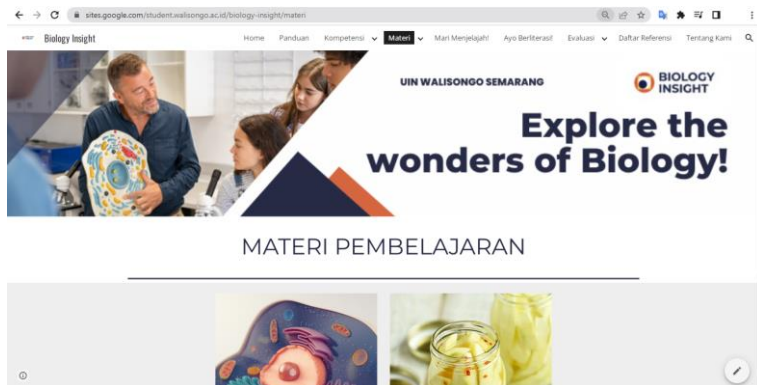 sites.google.com/student.walisongo.ac.id/biology-insight/materi
Biology Insight
Home Panduan Kompetensi Materi Mari Menjelajah! Ayo Berliterasi! Evaluasi Daftar Referensi Tentang Kami
UIN WALISONGO SEMARANG
BIOLOGY
INSIGHT
Explore the
wonders of Biology!
MATERI PEMBELAJARAN